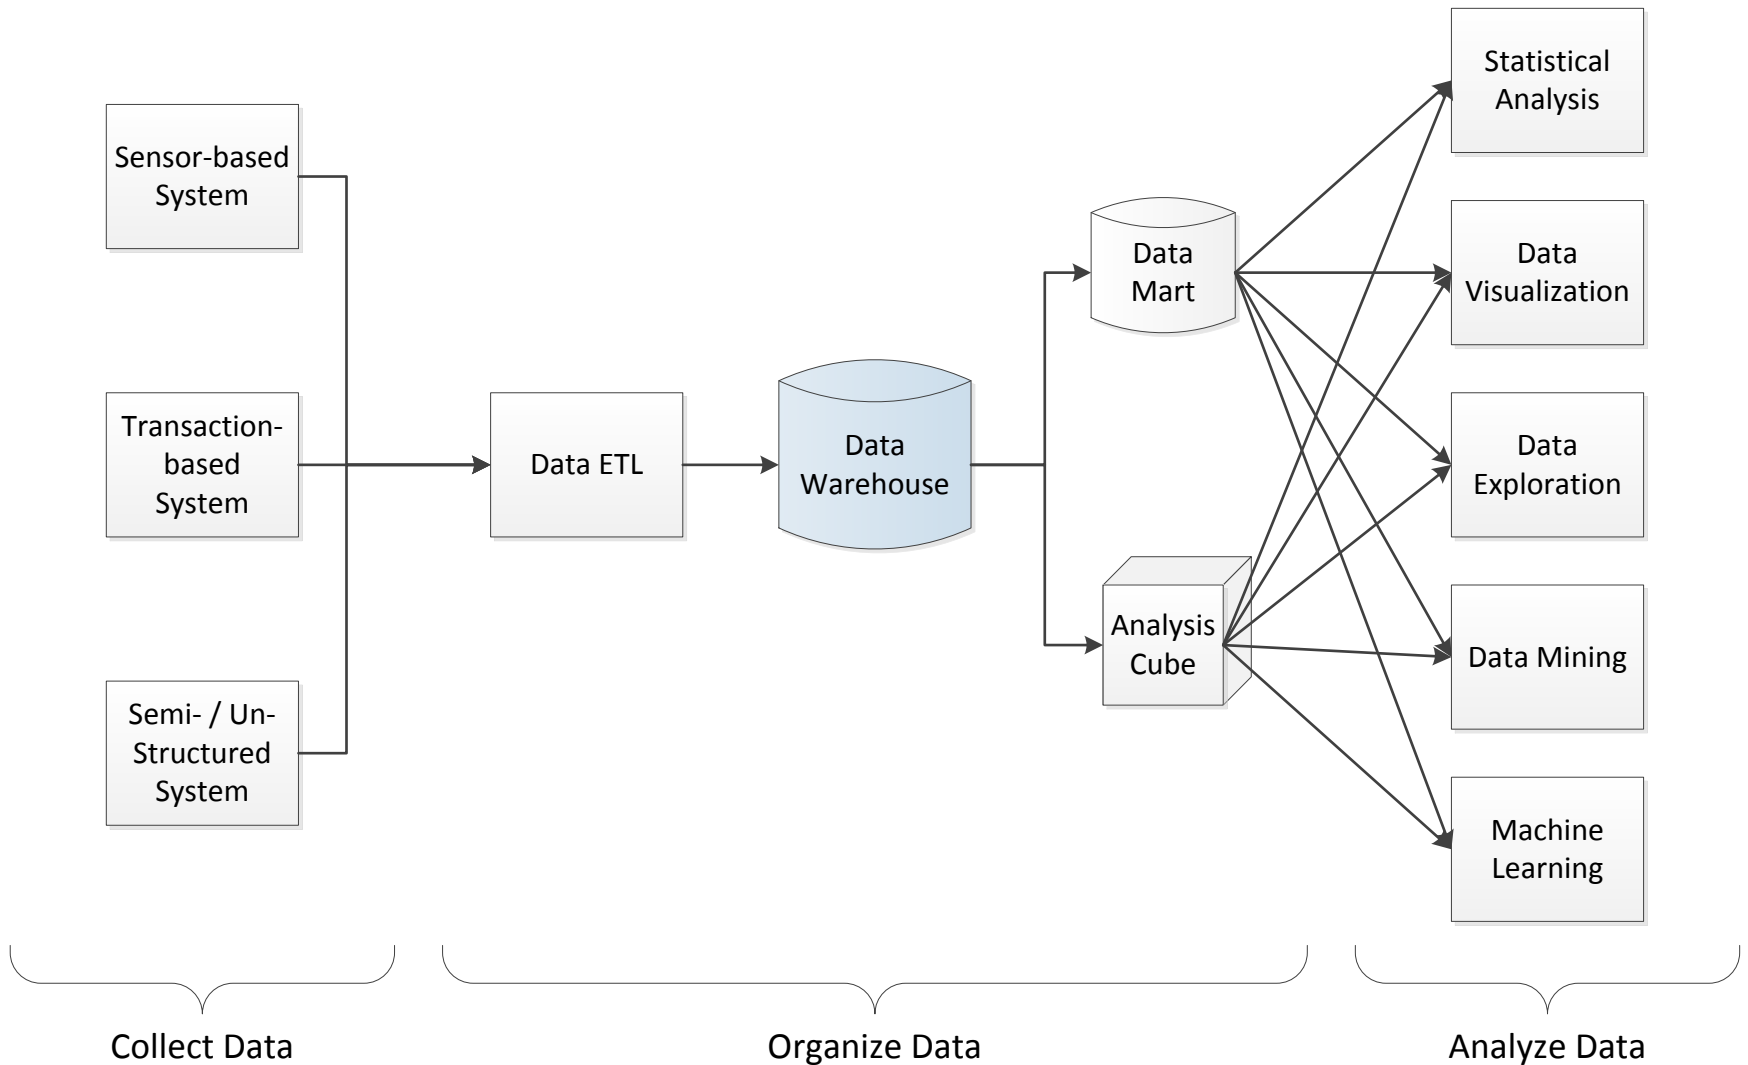 Sensor-based
System
Transaction-
based
System
Semi- / Un-
Structured
System
Data ETL
Data
Warehouse
Data
Mart
Analysis
Cube
Statistical
Analysis
Data
Visualization
Data
Exploration
Data Mining
Machine
Learning
Collect Data
Organize Data
Analyze Data